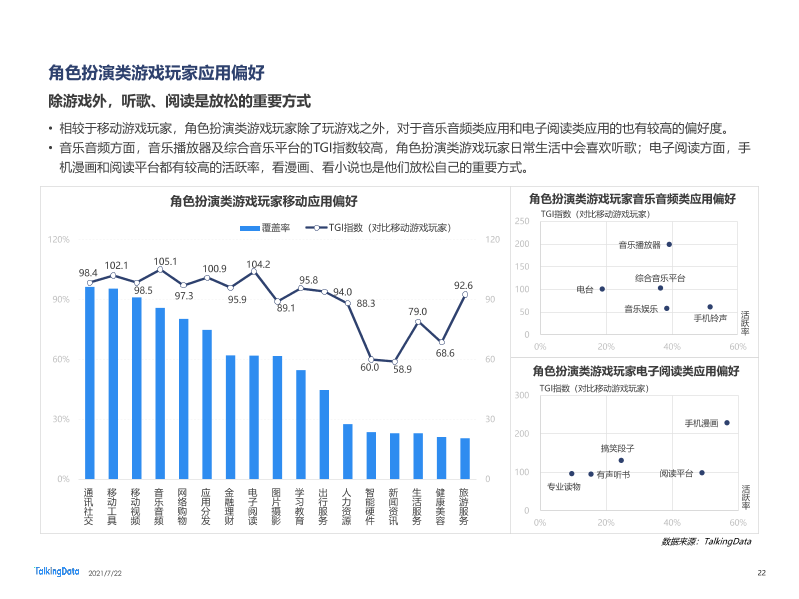 角色扮演类游戏玩家应用偏好
除游戏外，听歌、阅读是放松的重要方式
• 相较于移动游戏玩家，角色扮演类游戏玩家除了玩游戏之外，对于音乐音频类应用和电子阅读类应用的也有较高的偏好度。
• 音乐音频方面，音乐播放器及综合音乐平台的TGI指数较高，角色扮演类游戏玩家日常生活中会喜欢听歌；电子阅读方面，手
机漫画和阅读平台都有较高的活跃率，看漫画、看小说也是他们放松自己的重要方式。
角色扮演类游戏玩家移动应用偏好
覆盖率 TGI指数（对比移动游戏玩家）
120% 120
90% 90
60% 60
30% 30
0% 0
98.4 102.1 98.5 105.1 97.3 100.9 95.9 104.2 89.1 95.8 94.0 88.3 60.0 58.9 79.0 68.6 92.6
通讯社交 移动工具 移动视频 音乐音频 网络购物 应用分发 金融理财 电子阅读 图片摄影 学习教育 出行服务 人力资源 智能硬件 新闻资讯 生活服务 健康美容 旅游服务
角色扮演类游戏玩家音乐音频类应用偏好
TGI指数（对比移动游戏玩家）
250
200
150
100
50
0
音乐播放器
综合音乐平台
电台
音乐娱乐
手机铃声
活跃率
0% 20% 40% 60%
角色扮演类游戏玩家电子阅读类应用偏好
TGI指数（对比移动游戏玩家）
300
200
100
0
手机漫画
搞笑段子
有声听书
阅读平台
专业读物
活跃率
0% 20% 40% 60%
数据来源：TalkingData
TalkingData 2021/7/22
22